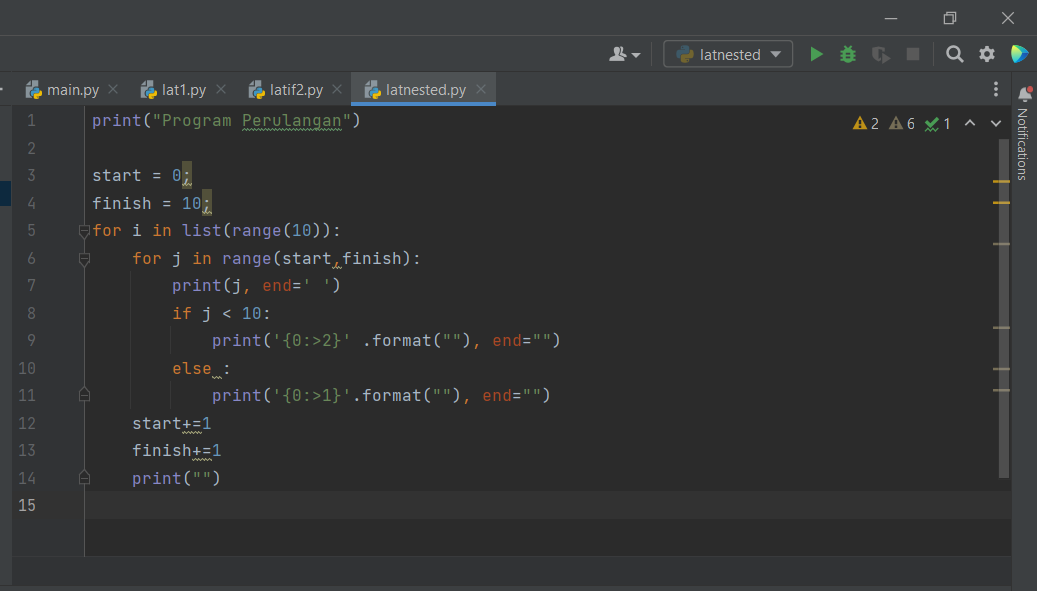 latnested
main.py lat1.py latif2.py latnested.py
2 6 1
Notifications
1 print("Program Perulangan")
2
3 start = 0;
4 finish = 10;
5 for i in list(range(10)):
6     for j in range(start,finish):
7         print(j, end=' ')
8         if j < 10:
9             print('{0:>2}' .format(""), end="")
10         else :
11             print('{0:>1}'.format(""), end="")
12     start+=1
13     finish+=1
14     print("")
15